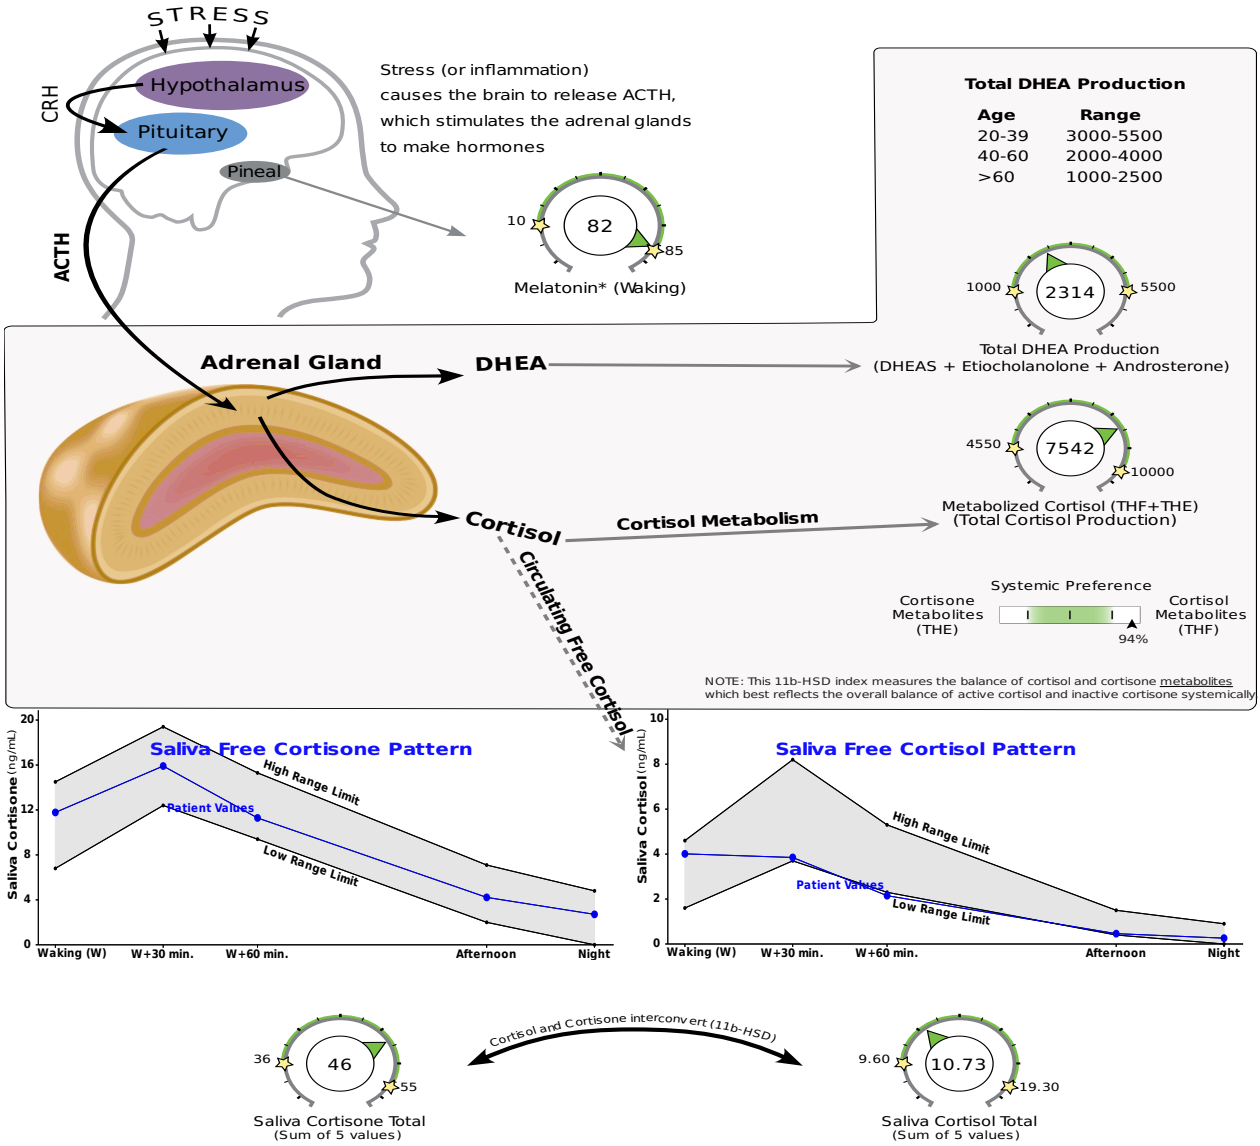 STRESS
Hypothalamus
CRH
Pituitary
Pineal
ACTH
Stress (or inflammation)
causes the brain to release ACTH,
which stimulates the adrenal glands
to make hormones
10
82
85
Melatonin* (Waking)
Total DHEA Production
Age Range
20-39 3000-5500
40-60 2000-4000
>60 1000-2500
1000
2314
5500
Total DHEA Production
(DHEAS + Etiocholanolone + Androsterone)
Adrenal Gland
DHEA
4550
7542
10000
Metabolized Cortisol (THF+THE)
(Total Cortisol Production)
Cortisol
Cortisol Metabolism
Circulating Free Cortisol
Systemic Preference
Cortisone
Metabolites
(THE)
Cortisol
Metabolites
(THF)
94%
NOTE: This 11b-HSD index measures the balance of cortisol and cortisone metabolites
which best reflects the overall balance of active cortisol and inactive cortisone systemically
Saliva Free Cortisone Pattern
Saliva Cortisone (ng/mL)
20
16
12
8
4
0
High Range Limit
Patient Values
Low Range Limit
Waking (W) W+30 min. W+60 min. Afternoon Night
Saliva Free Cortisol Pattern
Saliva Cortisol (ng/mL)
10
8
6
4
2
0
High Range Limit
Patient Values
Low Range Limit
Waking (W) W+30 min. W+60 min. Afternoon Night
36
46
55
Saliva Cortisone Total
(Sum of 5 values)
Cortisol and Cortisone interconvert (11b-HSD)
9.60
10.73
19.30
Saliva Cortisol Total
(Sum of 5 values)